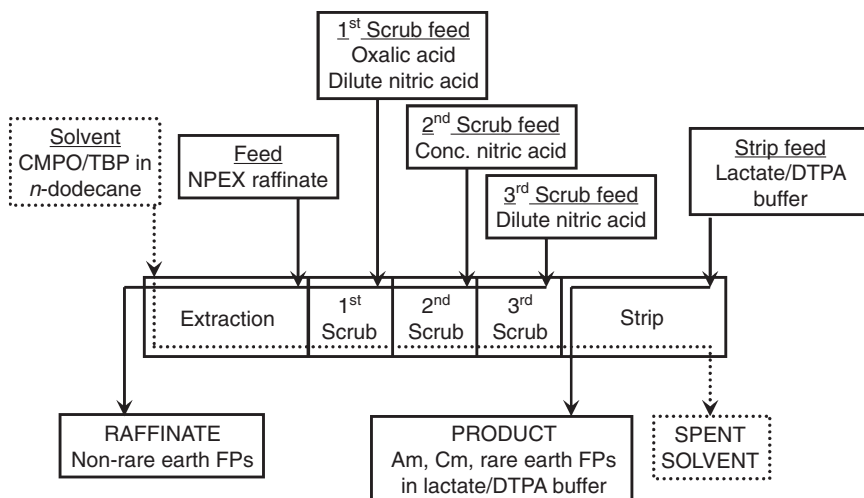 1st Scrub feed
Oxalic acid
Dilute nitric acid
Solvent
CMPO/TBP in
n-dodecane
Feed
NPEX raffinate
2nd Scrub feed
Conc. nitric acid
3rd Scrub feed
Dilute nitric acid
Strip feed
Lactate/DTPA
buffer
Extraction
1st
Scrub
2nd
Scrub
3rd
Scrub
Strip
RAFFINATE
Non-rare earth FPs
PRODUCT
Am, Cm, rare earth FPs
in lactate/DTPA buffer
SPENT
SOLVENT